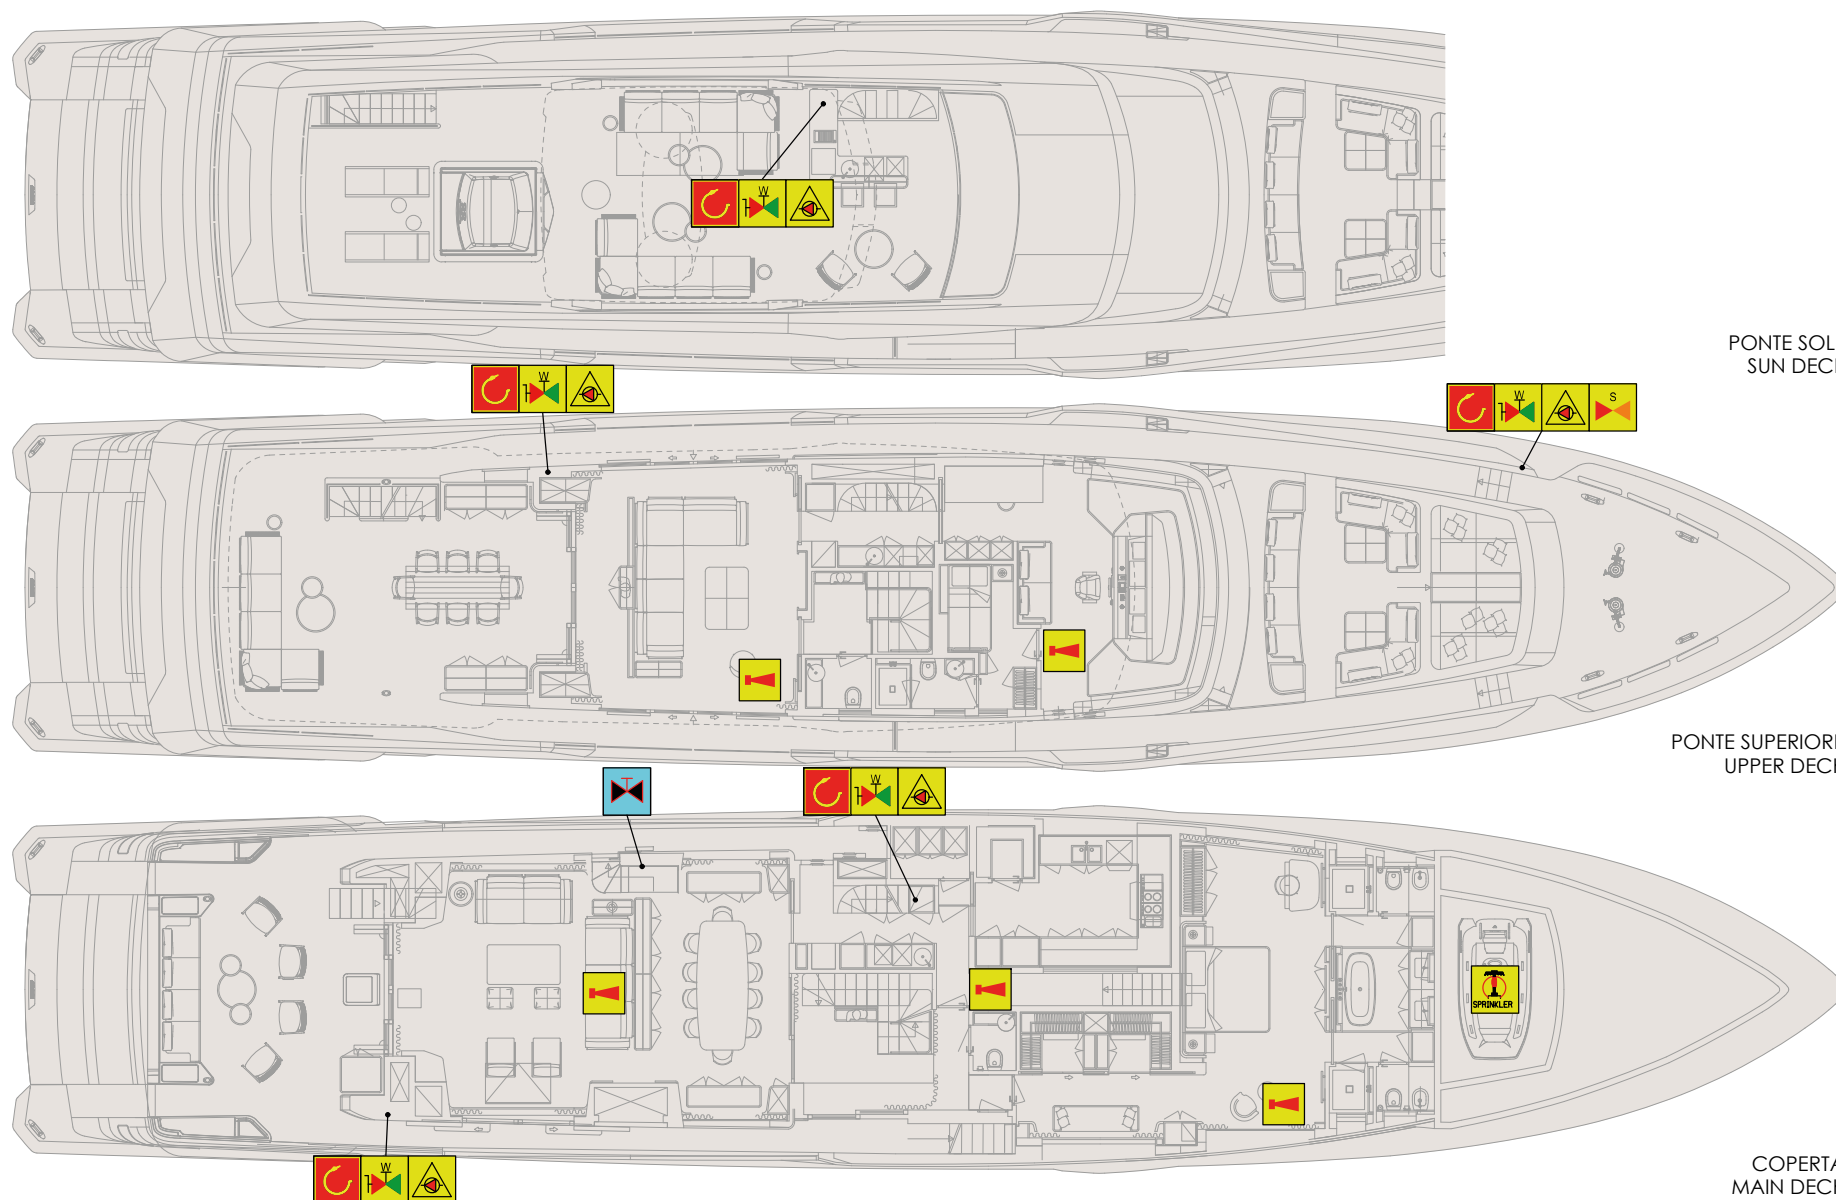 W
PONTE SOL
SUN DEC
W
W
S
PONTE SUPERIOR
UPPER DEC
W
SPRINKLER
COPERTA
MAIN DEC
W